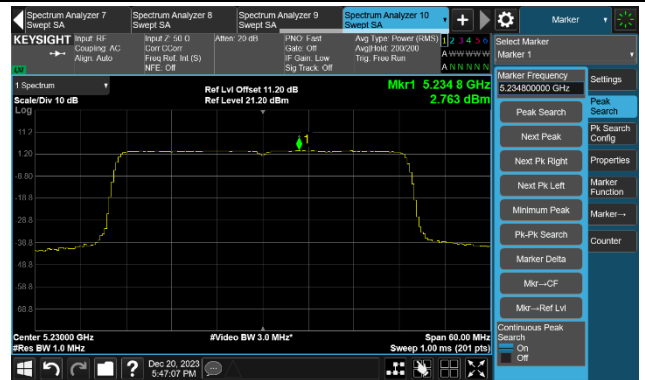 Spectrum Analyzer 7
Swept SA
Spectrum Analyzer 8
Swept SA
Spectrum Analyzer 9
Swept SA
Spectrum Analyzer 10
Swept SA
+
Marker
KEYSIGHT
Input: RF
Coupling: AC
Align: Auto
Input Z: 50 Ω
Corr CCorr
Freq Ref: Int (S)
NFE: Off
Atten: 20 dB
PNO: Fast
Gate: Off
IF Gain: Low
Sig Track: Off
Avg Type: Power (RMS)
Avg|Hold: 200/200
Trig: Free Run
1 2 3 4 5 6
A W W W W W
A N N N N N
Select Marker
Marker 1
1 Spectrum
Scale/Div 10 dB
Log
Ref Lvl Offset 11.20 dB
Ref Level 21.20 dBm
Mkr1 5.234 8 GHz
2.763 dBm
11.2
1.20
-8.80
-18.8
-28.8
-38.8
-48.8
-58.8
-68.8
1
Center 5.23000 GHz
#Res BW 1.0 MHz
#Video BW 3.0 MHz*
Span 60.00 MHz
Sweep 1.00 ms (201 pts)
Marker Frequency
5.234800000 GHz
Peak Search
Next Peak
Next Pk Right
Next Pk Left
Minimum Peak
Pk-Pk Search
Marker Delta
Mkr→CF
Mkr→Ref Lvl
Continuous Peak
Search
On
Off
Settings
Peak
Search
Pk Search
Config
Properties
Marker
Function
Marker→
Counter
?
Dec 20, 2023
5:47:07 PM